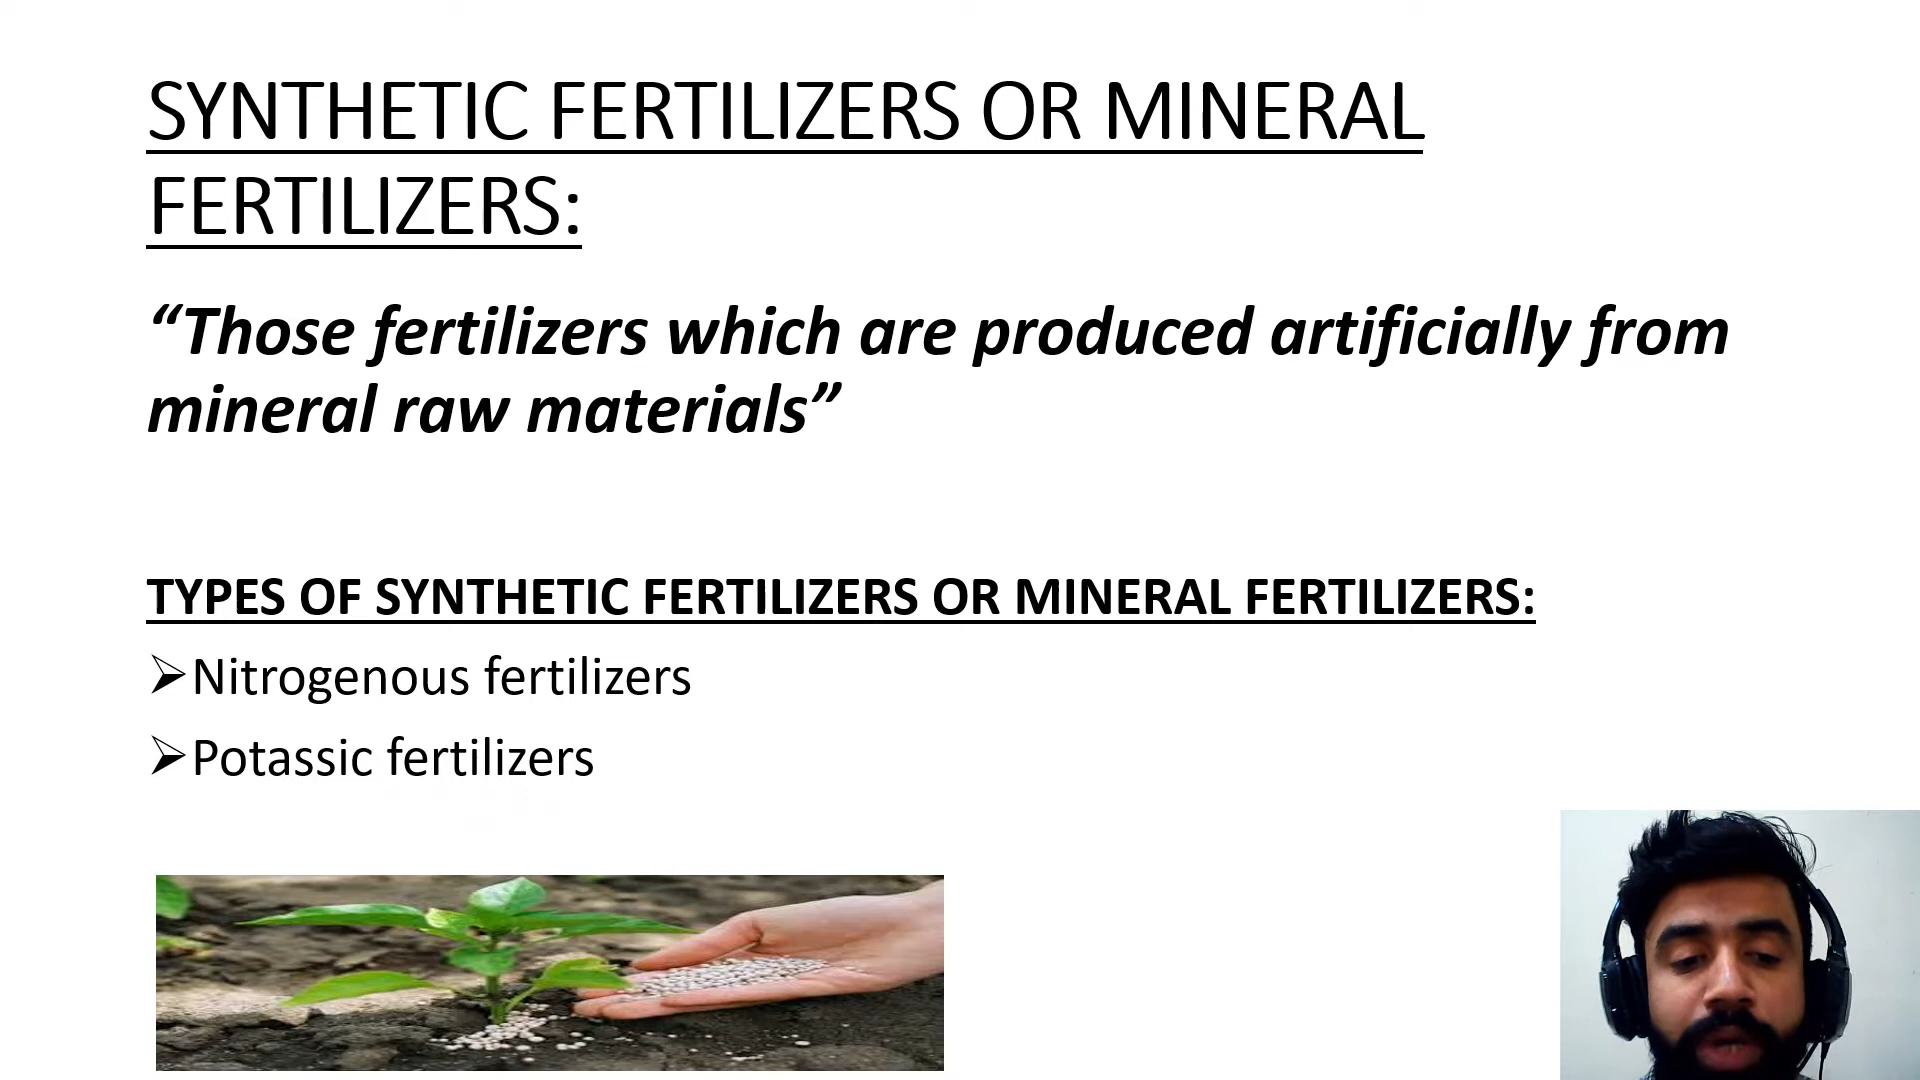 SYNTHETIC FERTILIZERS OR MINERAL
FERTILIZERS:
“Those fertilizers which are produced artificially from
mineral raw materials”
TYPES OF SYNTHETIC FERTILIZERS OR MINERAL FERTILIZERS:
➢Nitrogenous fertilizers
➢Potassic fertilizers